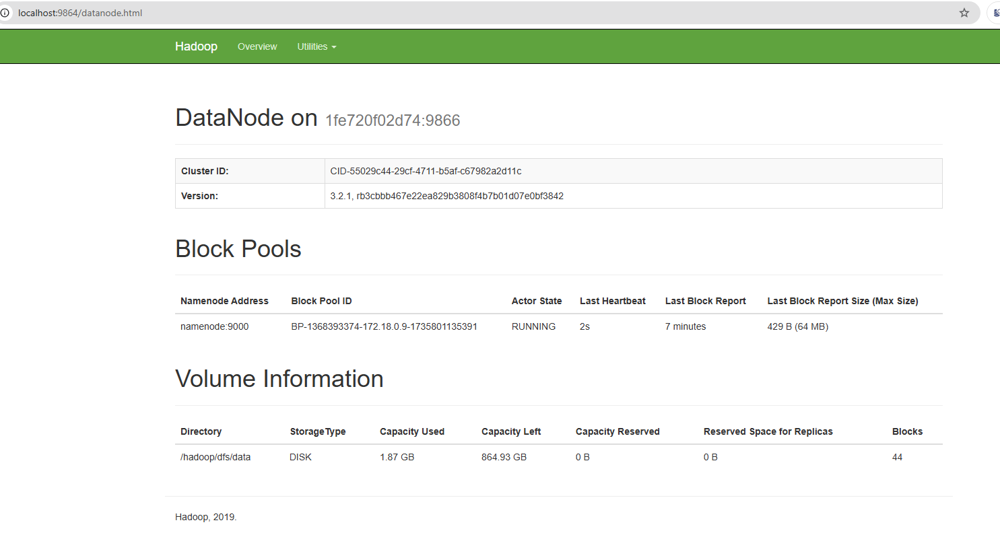 localhost:9864/datanode.html
Hadoop Overview Utilities
DataNode on 1fe720f02d74:9866
Cluster ID: CID-55029c44-29cf-4711-b5af-c67982a2d11c
Version: 3.2.1, rb3cbbb467e22ea829b3808f4b7b01d07e0bf3842
Block Pools
Namenode Address Block Pool ID Actor State Last Heartbeat Last Block Report Last Block Report Size (Max Size)
namenode:9000 BP-1368393374-172.18.0.9-1735801135391 RUNNING 2s 7 minutes 429 B (64 MB)
Volume Information
Directory StorageType Capacity Used Capacity Left Capacity Reserved Reserved Space for Replicas Blocks
/hadoop/dfs/data DISK 1.87 GB 864.93 GB 0 B 0 B 44
Hadoop, 2019.